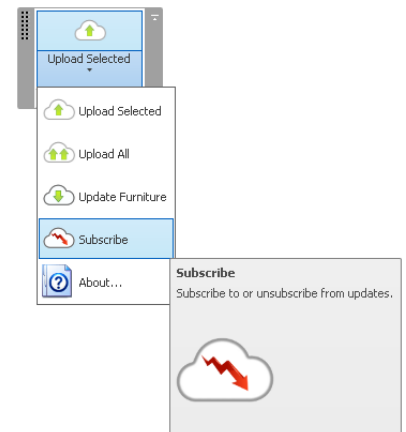 Upload Selected
Upload Selected
Upload All
Update Furniture
Subscribe
About...
Subscribe
Subscribe to or unsubscribe from updates.